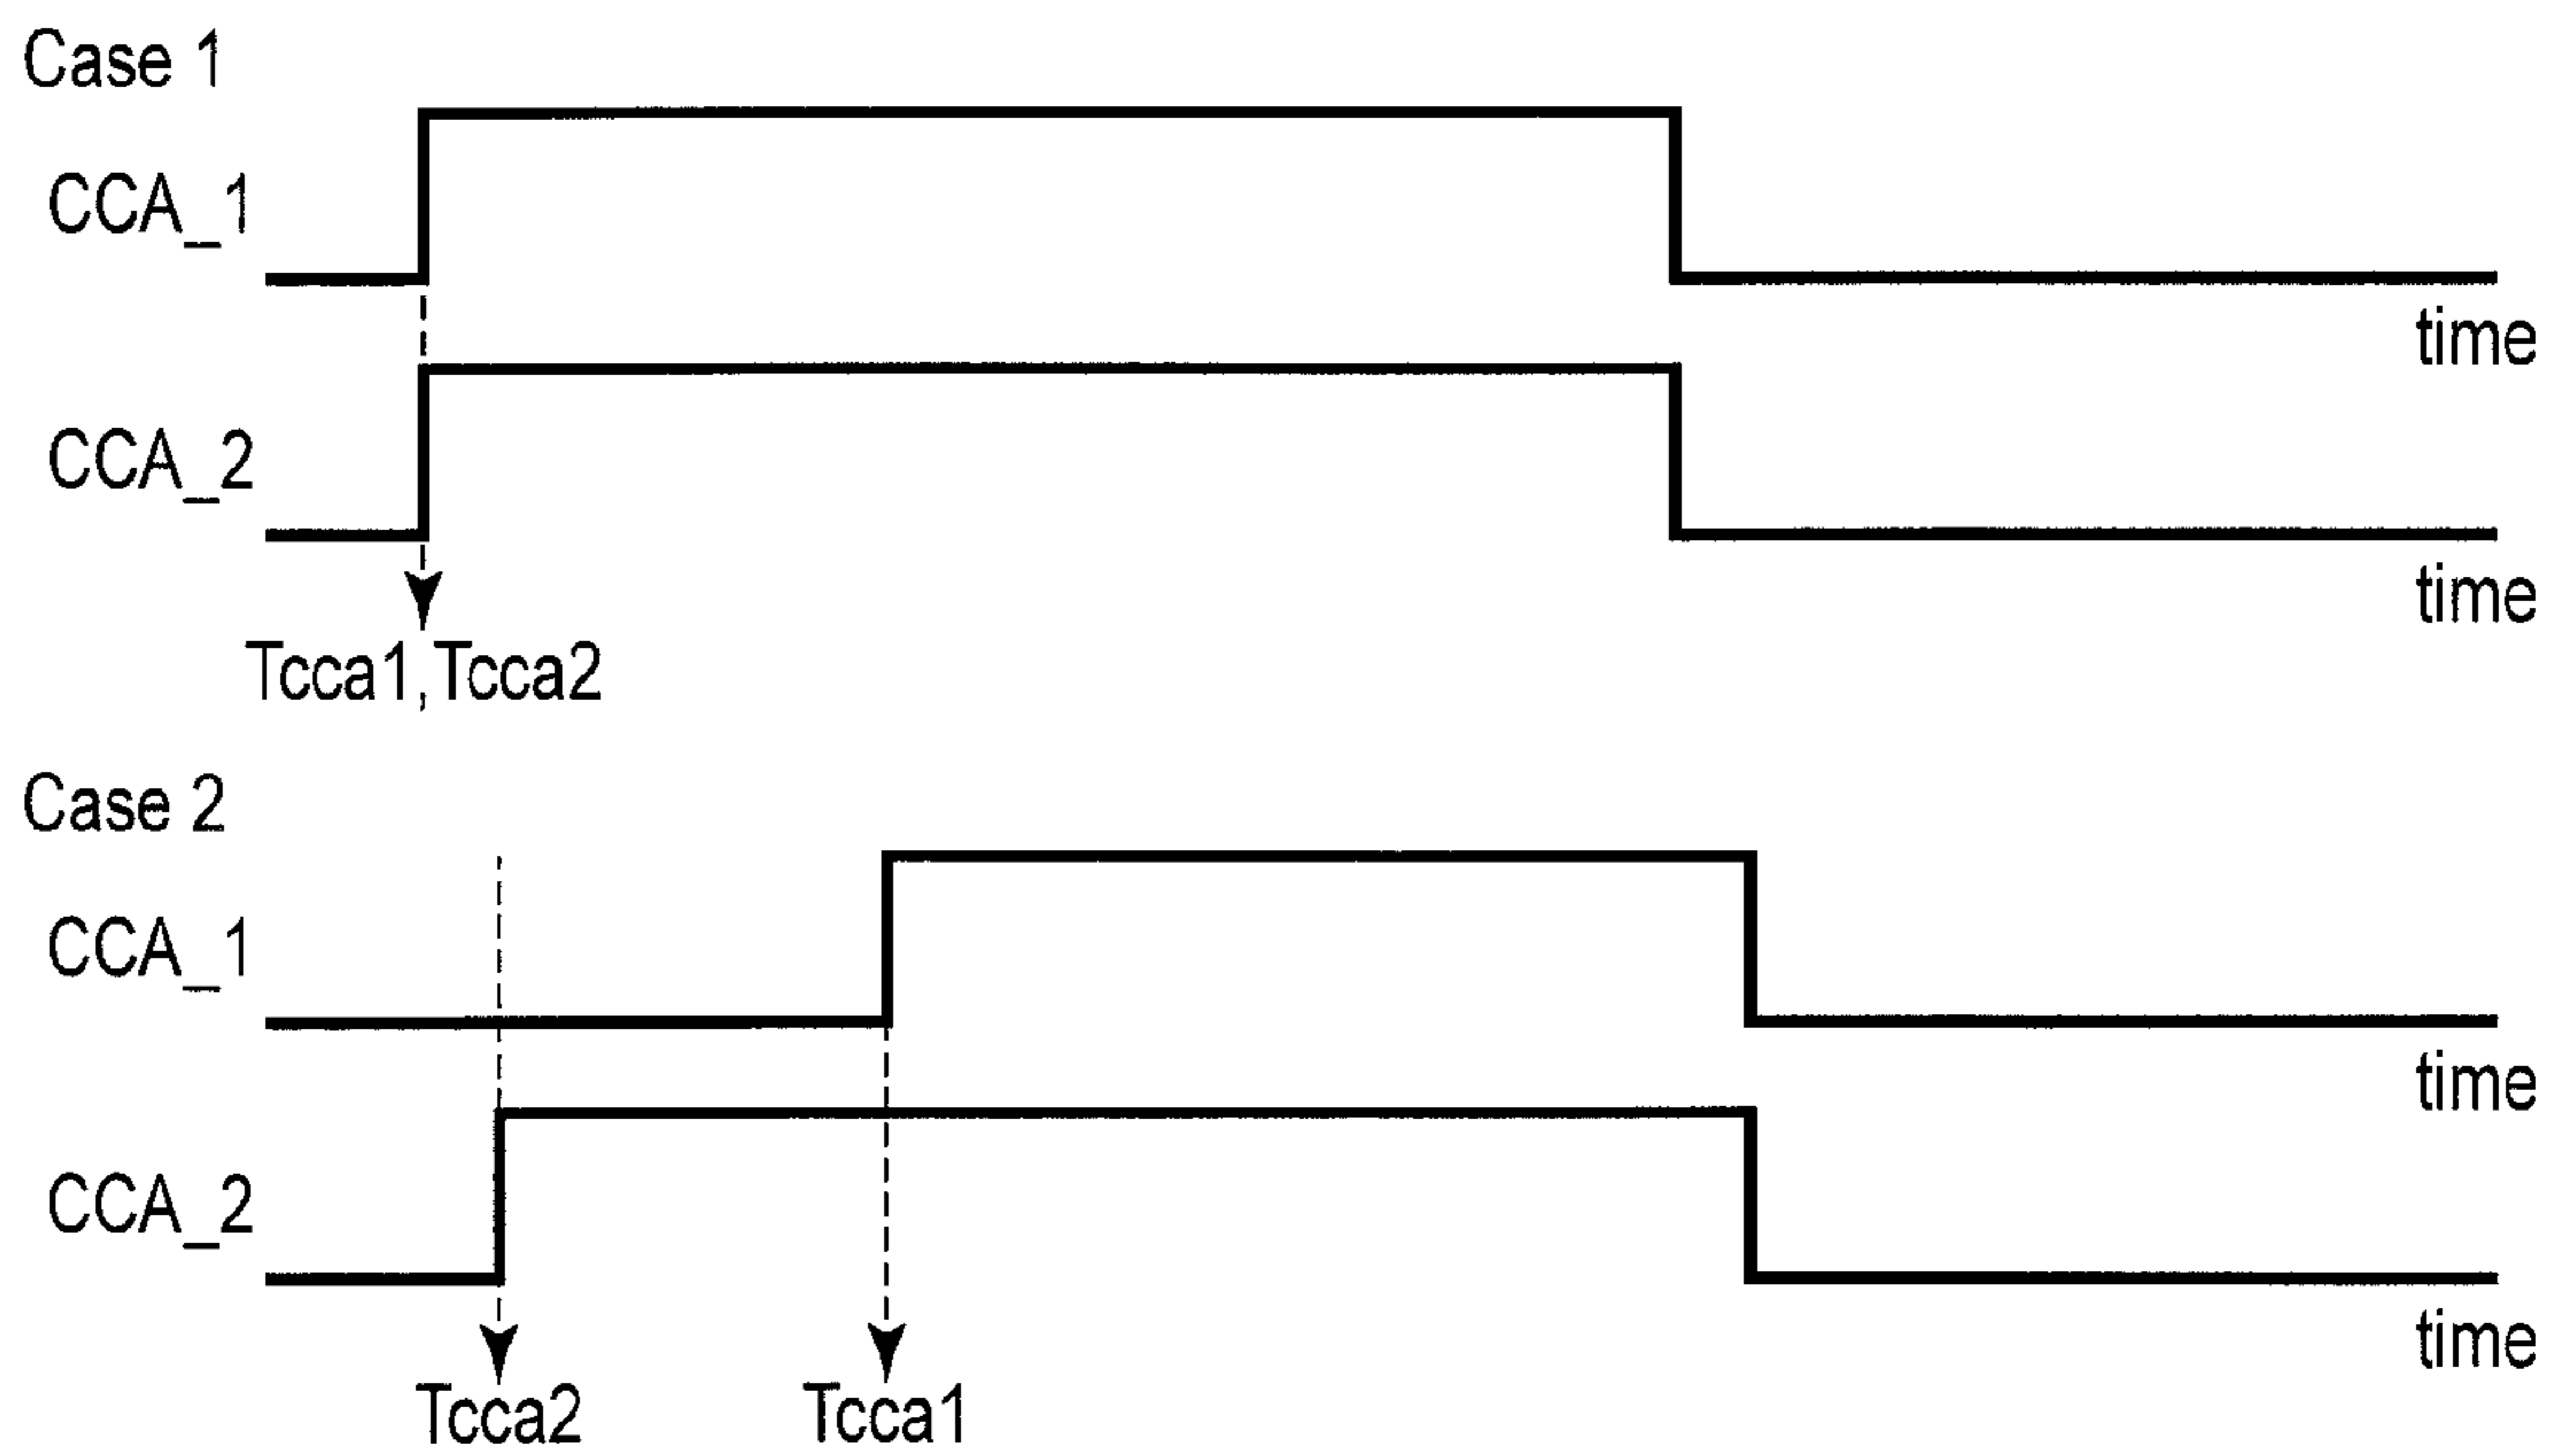 Case 1
CCA_1
time
CCA_2
time
Tcca1,Tcca2
Case 2
CCA_1
time
CCA_2
time
Tcca2 Tcca1